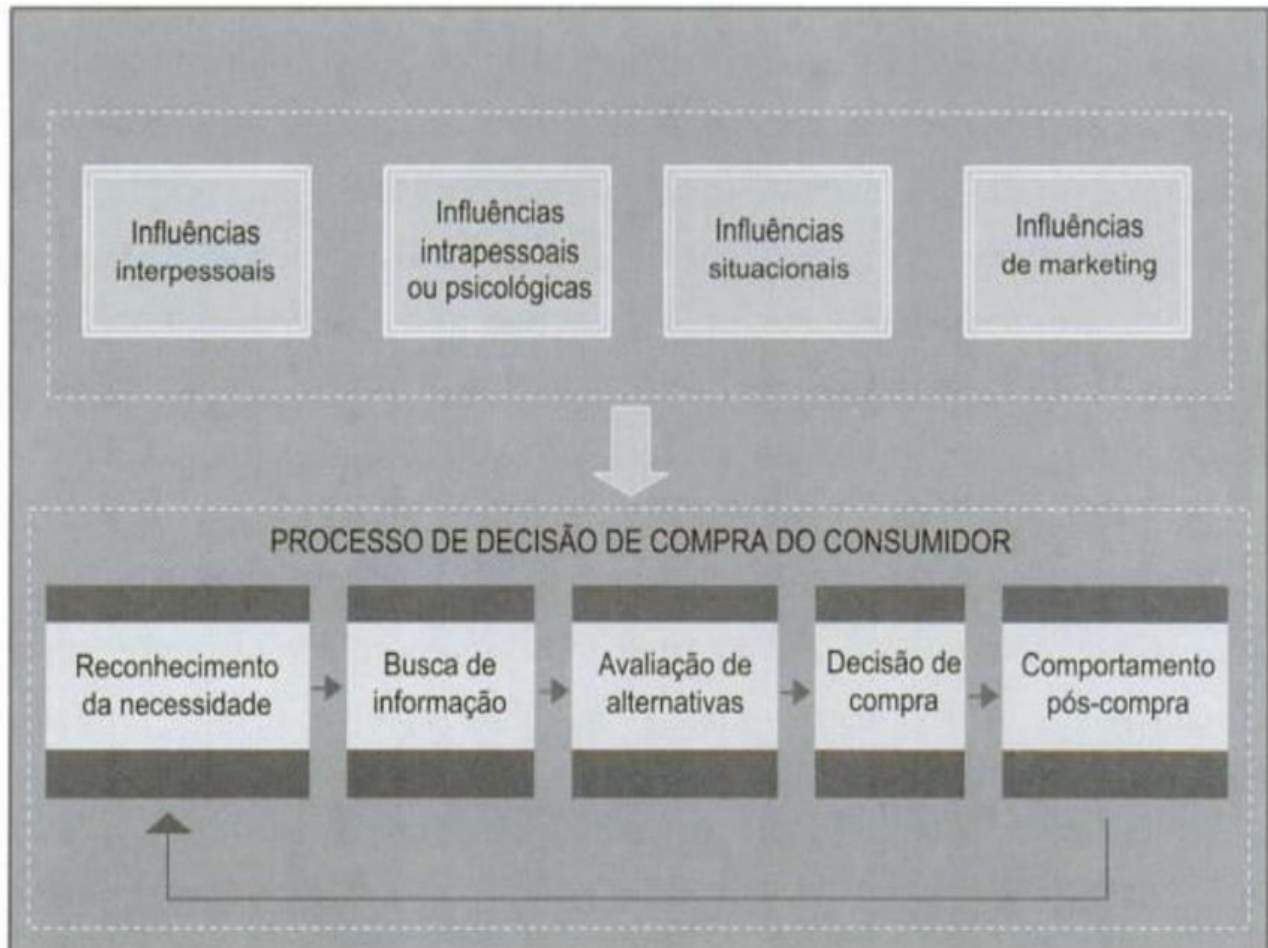 Influências
interpessoais
Influências
intrapessoais
ou psicológicas
Influências
situacionais
Influências
de marketing
PROCESSO DE DECISÃO DE COMPRA DO CONSUMIDOR
Reconhecimento
da necessidade
Busca de
informação
Avaliação de
alternativas
Decisão de
compra
Comportamento
pós-compra